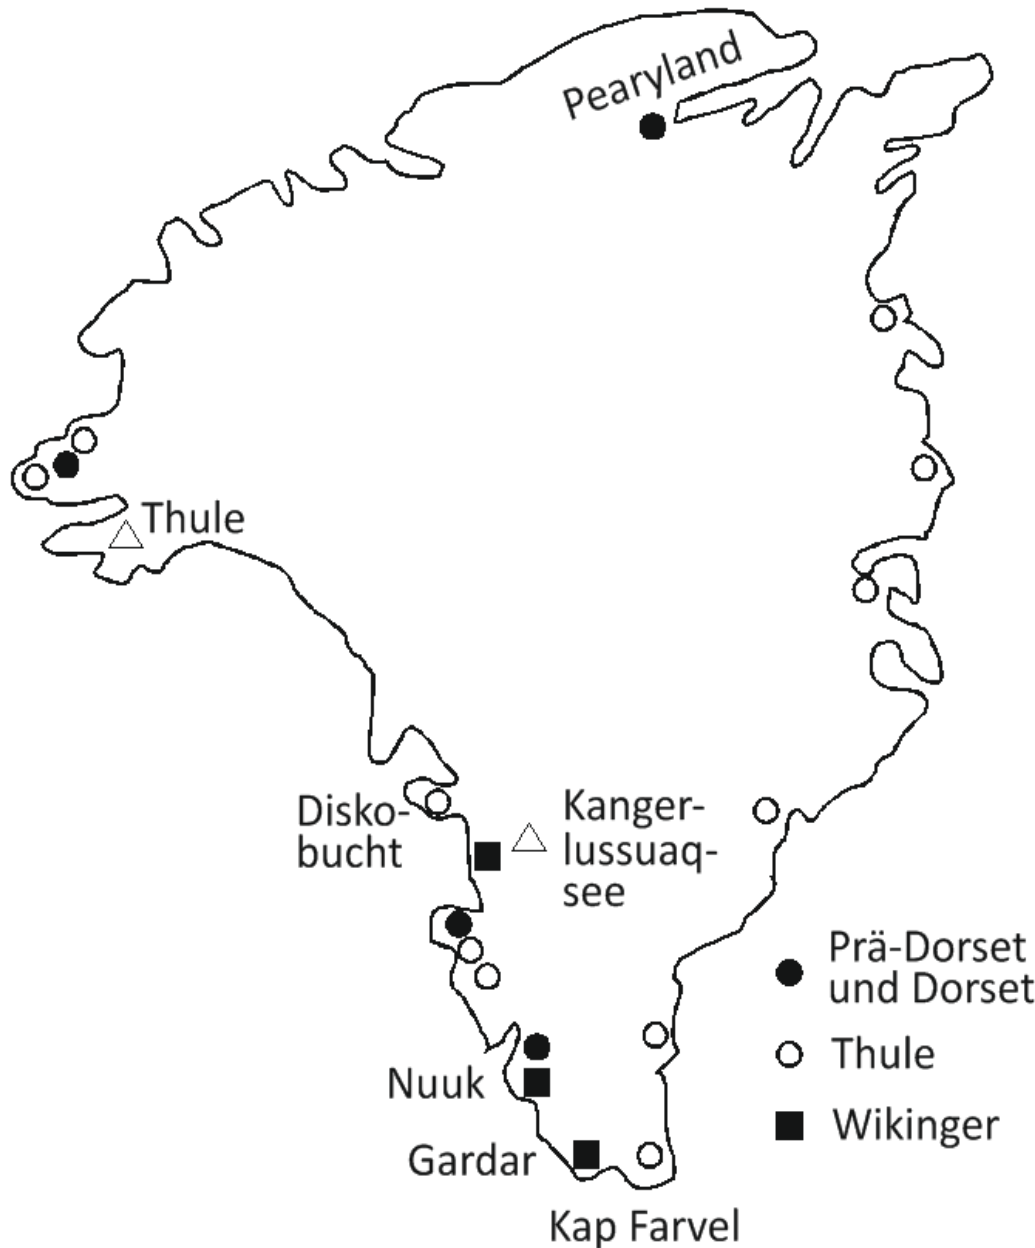 Pearyland
Thule
Disko-
bucht
Kanger-
lussuaq-
see
Prä-Dorset
und Dorset
Thule
Wikinger
Nuuk
Gardar
Kap Farvel